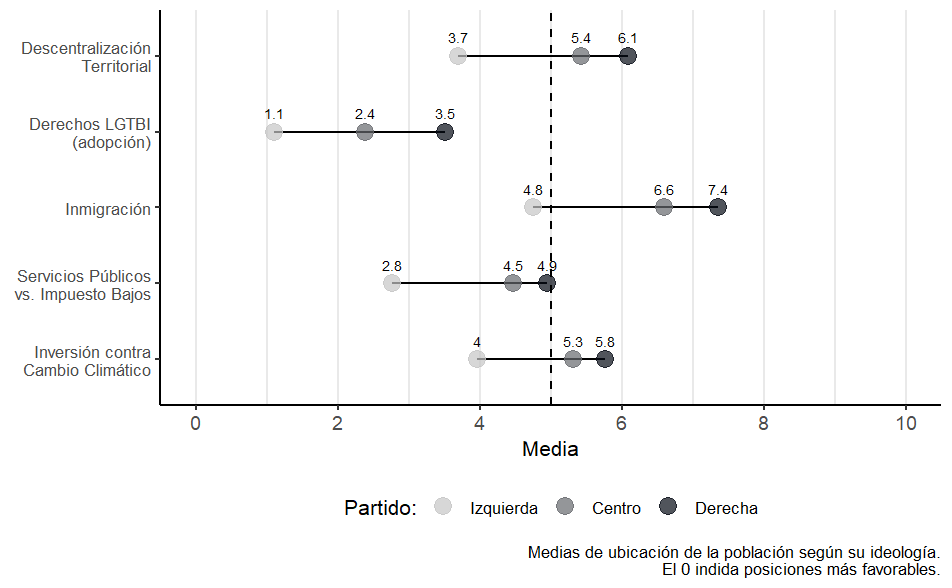 Descentralización
Territorial
3.7 5.4 6.1
Derechos LGTBI
(adopción)
1.1 2.4 3.5
Inmigración
4.8 6.6 7.4
Servicios Públicos
vs. Impuesto Bajos
2.8 4.5 4.9
Inversión contra
Cambio Climático
4 5.3 5.8
0 2 4 6 8 10
Media
Partido: Izquierda Centro Derecha
Medias de ubicación de la población según su ideología.
El 0 indida posiciones más favorables.